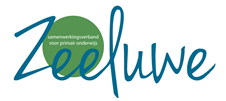 samenwerkingsverband
voor primair onderwijs
Zeeluwe